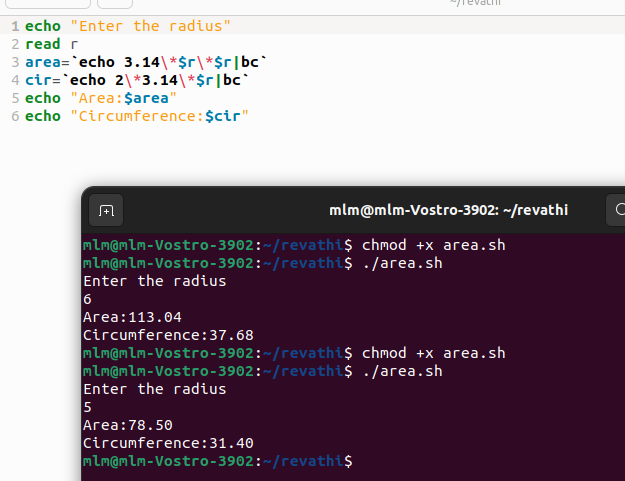 ~/revathi
1 echo "Enter the radius"
2 read r
3 area=`echo 3.14\*$r\*$r|bc`
4 cir=`echo 2\*3.14\*$r|bc`
5 echo "Area:$area"
6 echo "Circumference:$cir"
mlm@mlm-Vostro-3902: ~/revathi
mlm@mlm-Vostro-3902:~/revathi$ chmod +x area.sh
mlm@mlm-Vostro-3902:~/revathi$ ./area.sh
Enter the radius
6
Area:113.04
Circumference:37.68
mlm@mlm-Vostro-3902:~/revathi$ chmod +x area.sh
mlm@mlm-Vostro-3902:~/revathi$ ./area.sh
Enter the radius
5
Area:78.50
Circumference:31.40
mlm@mlm-Vostro-3902:~/revathi$